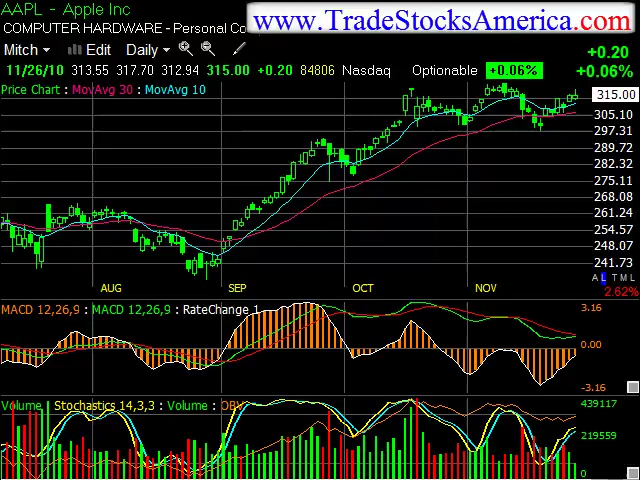 AAPL - Apple Inc
www.TradeStocksAmerica.com
COMPUTER HARDWARE - Personal Co
Mitch Edit Daily
+0.20
11/26/10 313.55 317.70 312.94 315.00 +0.20 84806 Nasdaq Optionable +0.06% +0.06%
Price Chart : MovAvg 30 : MovAvg 10
315.00
305.10
297.31
289.72
282.32
275.11
268.08
261.24
254.57
248.07
241.73
A L T M L
AUG SEP OCT NOV
2.62%
MACD 12,26,9 : MACD 12,26,9 : RateChange 1
3.16
0.00
-3.16
Volume : Stochastics 14,3,3 : Volume : OBV
439117
219559
0